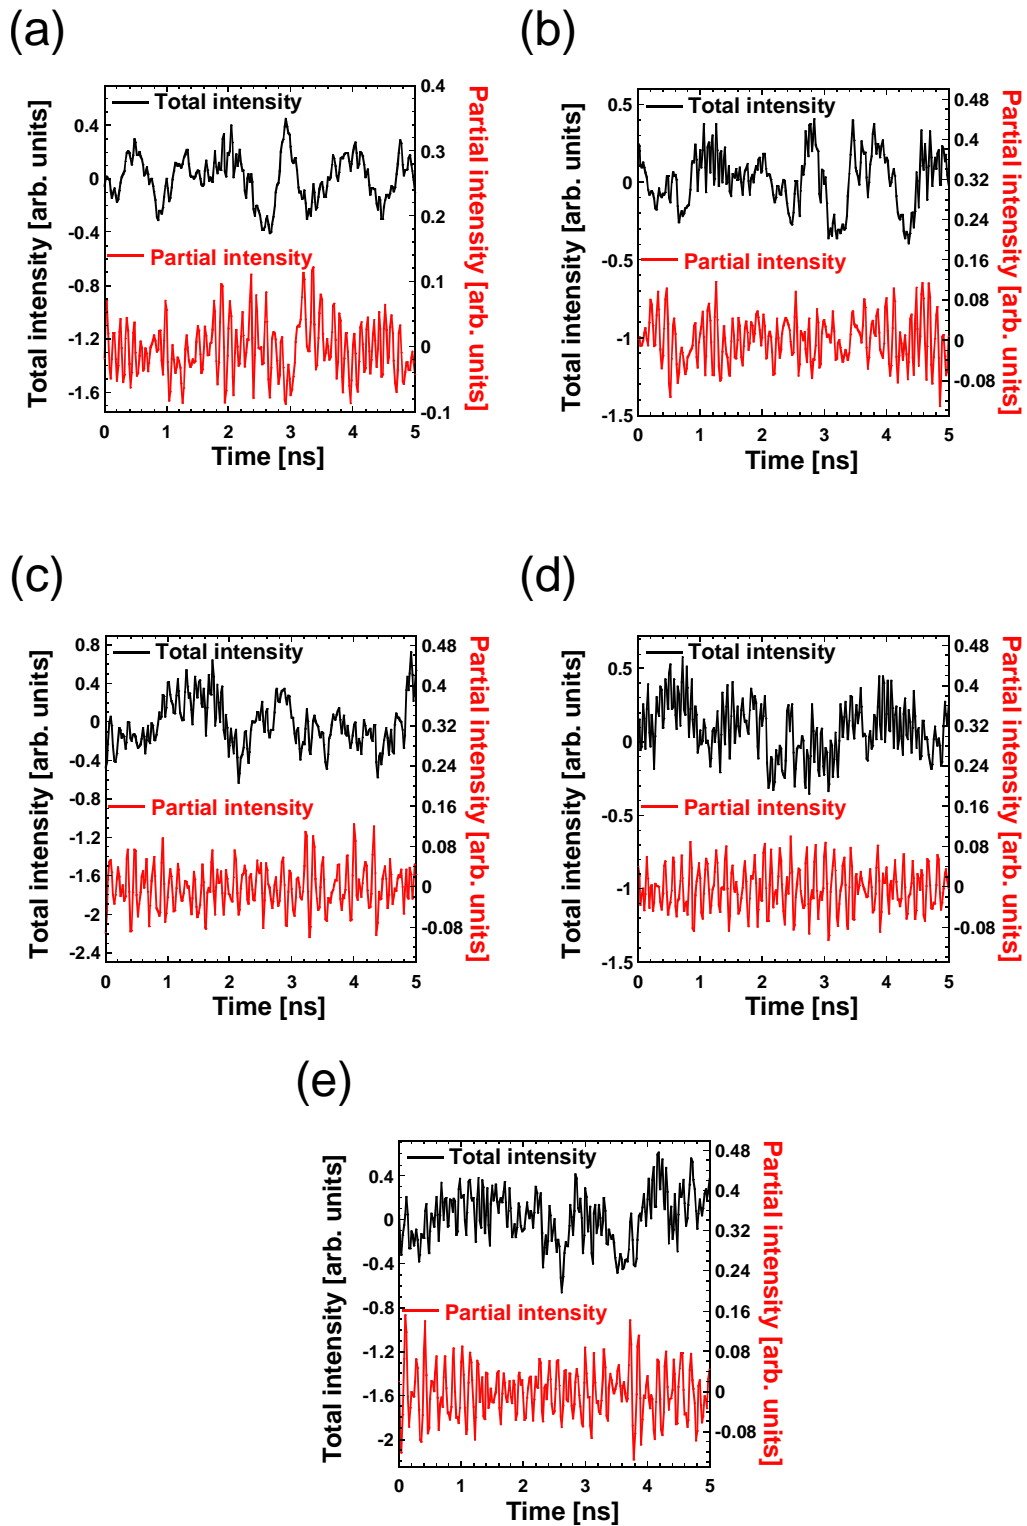 (a)
Total intensity
Partial intensity
0.4
0
-0.4
-0.8
-1.2
-1.6
0.4
0.3
0.2
0.1
0
-0.1
0 1 2 3 4 5
Time [ns]
Total intensity [arb. units]
Partial intensity [arb. units]
(b)
Total intensity
Partial intensity
0.5
0
-0.5
-1
-1.5
0.48
0.4
0.32
0.24
0.16
0.08
0
-0.08
0 1 2 3 4 5
Time [ns]
Total intensity [arb. units]
Partial intensity [arb. units]
(c)
Total intensity
Partial intensity
0.8
0.4
0
-0.4
-0.8
-1.2
-1.6
-2
-2.4
0.48
0.4
0.32
0.24
0.16
0.08
0
-0.08
0 1 2 3 4 5
Time [ns]
Total intensity [arb. units]
Partial intensity [arb. units]
(d)
Total intensity
Partial intensity
0.5
0
-0.5
-1
-1.5
0.48
0.4
0.32
0.24
0.16
0.08
0
-0.08
0 1 2 3 4 5
Time [ns]
Total intensity [arb. units]
Partial intensity [arb. units]
(e)
Total intensity
Partial intensity
0.4
0
-0.4
-0.8
-1.2
-1.6
-2
0.48
0.4
0.32
0.24
0.16
0.08
0
-0.08
0 1 2 3 4 5
Time [ns]
Total intensity [arb. units]
Partial intensity [arb. units]